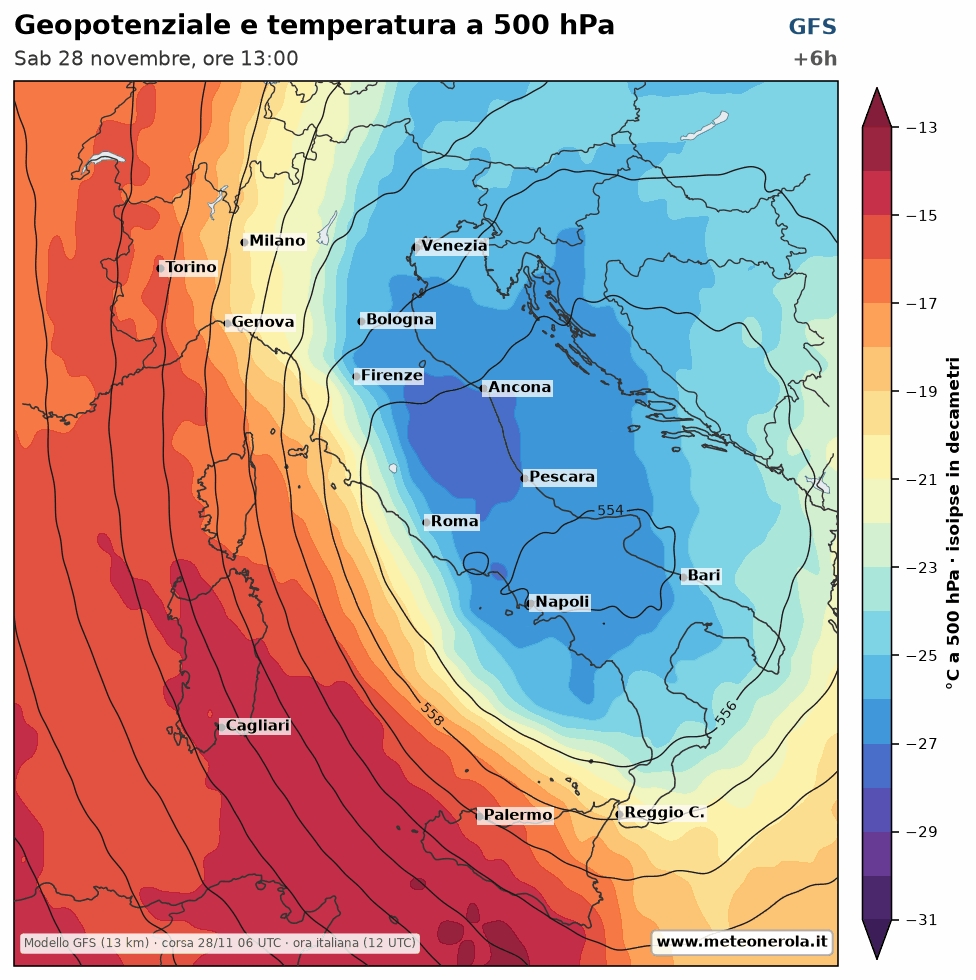 Geopotenziale e temperatura a 500 hPa
GFS
Sab 28 novembre, ore 13:00
+6h
Milano
Venezia
Torino
Genova
Bologna
Firenze
Ancona
Pescara
Roma
554
Bari
Napoli
558
556
Cagliari
Palermo
Reggio C.
−13
−15
−17
−19
−21
−23
−25
−27
−29
−31
°C a 500 hPa · isoipse in decametri
Modello GFS (13 km) · corsa 28/11 06 UTC · ora italiana (12 UTC)
www.meteonerola.it